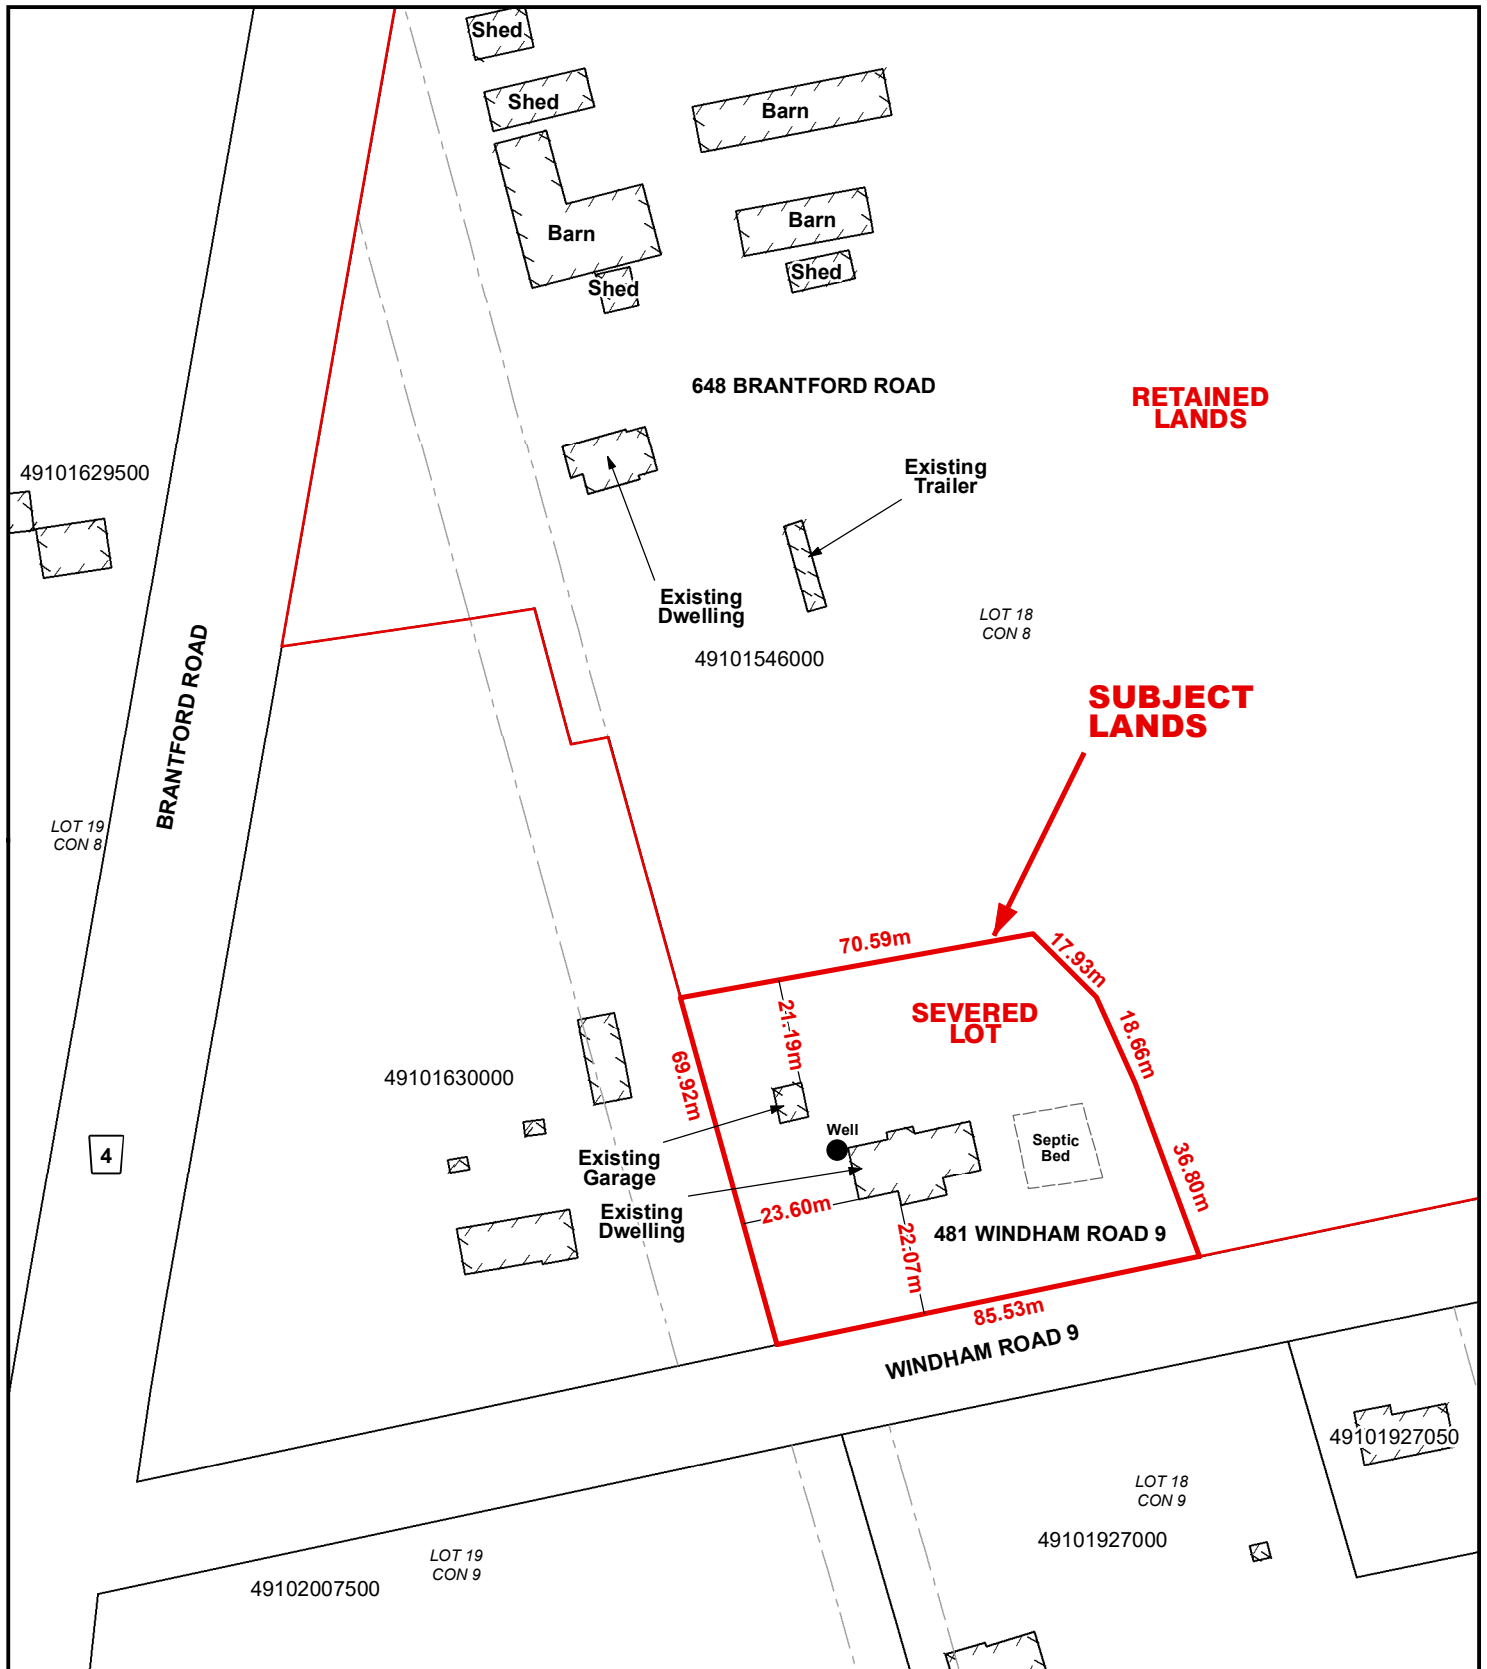 Shed
Shed
Barn
Barn
Barn
Shed
Shed
648 BRANTFORD ROAD
RETAINED
LANDS
49101629500
Existing
Trailer
Existing
Dwelling
LOT 18
CON 8
49101546000
BRANTFORD ROAD
SUBJECT
LANDS
LOT 19
CON 8
70.59m
17.93m
SEVERED
LOT
21.19m
18.66m
69.92m
49101630000
4
Well
Septic
Bed
Existing
Garage
36.80m
Existing
Dwelling
23.60m
22.07m
481 WINDHAM ROAD 9
85.53m
WINDHAM ROAD 9
49101927050
LOT 18
CON 9
49101927000
LOT 19
CON 9
49102007500